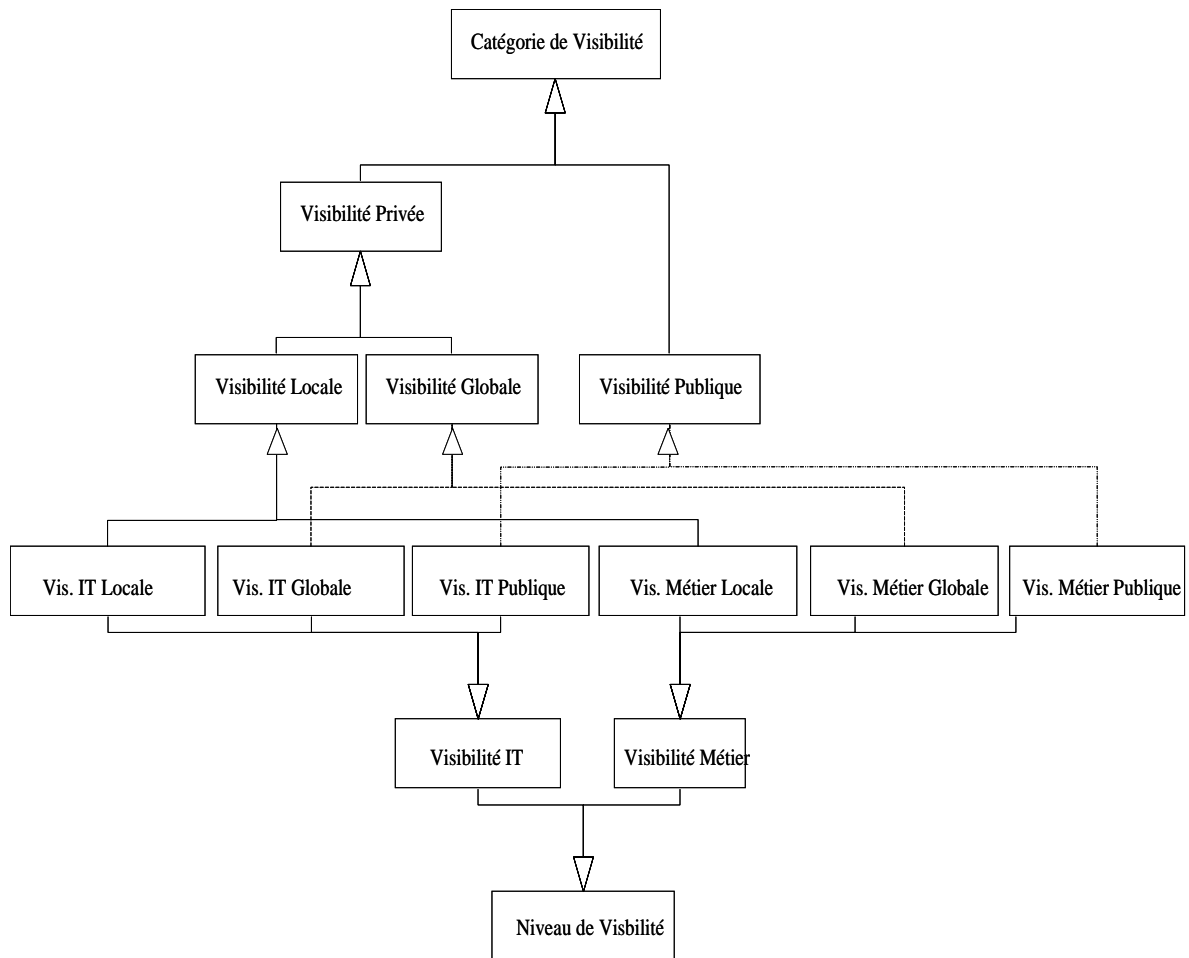 Catégorie de Visibilité
Visibilité Privée
Visibilité Locale
Visibilité Globale
Visibilité Publique
Vis. IT Locale
Vis. IT Globale
Vis. IT Publique
Vis. Métier Locale
Vis. Métier Globale
Vis. Métier Publique
Visibilité IT
Visibilité Métier
Niveau de Visbilité